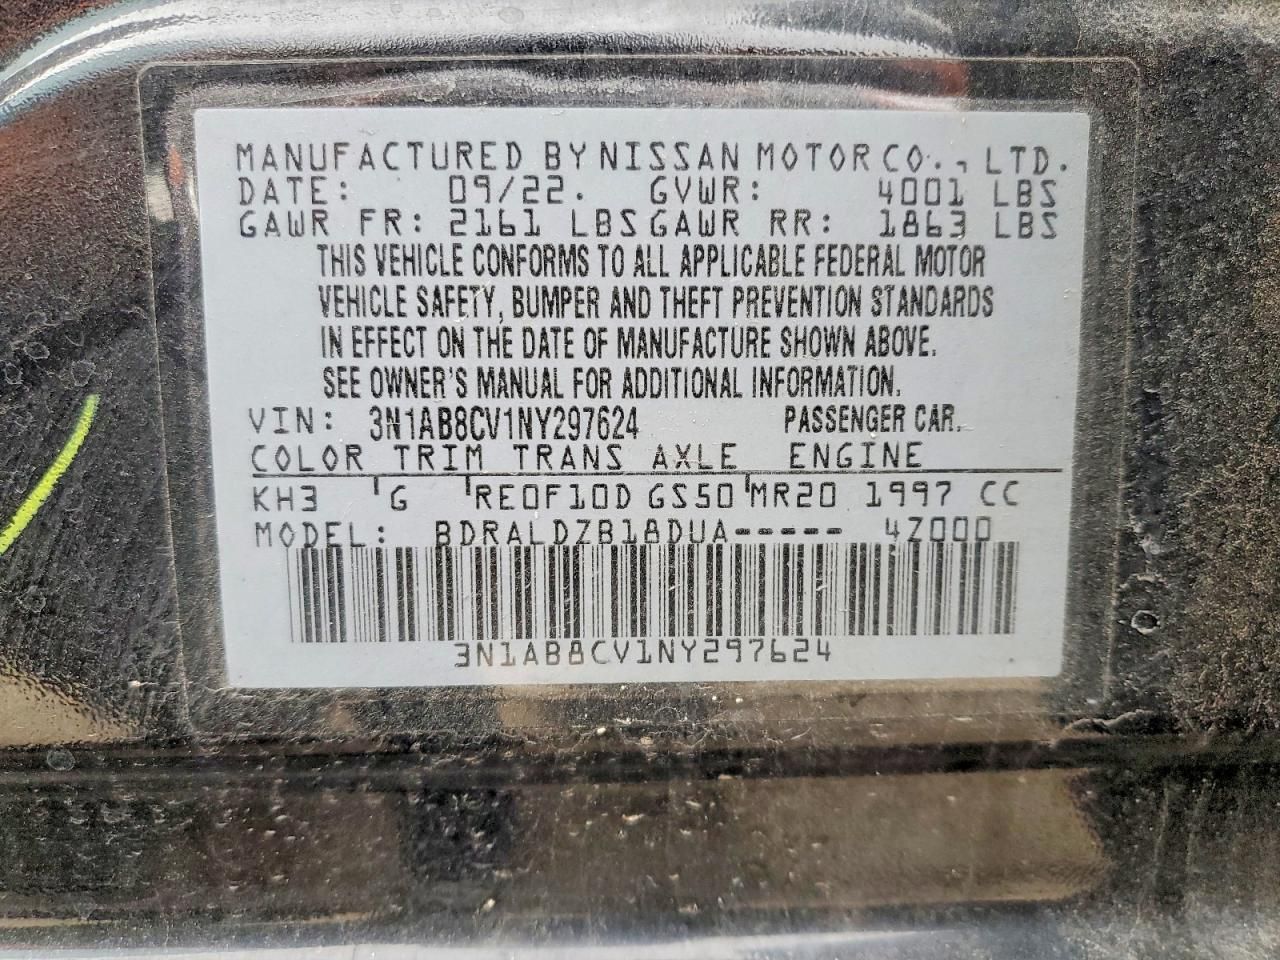 MANUFACTURED BY NISSAN MOTOR CO., LTD.
DATE: 09/22. GVWR: 4001 LBS
GAWR FR: 2161 LBS GAWR RR: 1863 LBS
THIS VEHICLE CONFORMS TO ALL APPLICABLE FEDERAL MOTOR
VEHICLE SAFETY, BUMPER AND THEFT PREVENTION STANDARDS
IN EFFECT ON THE DATE OF MANUFACTURE SHOWN ABOVE.
SEE OWNER'S MANUAL FOR ADDITIONAL INFORMATION.
VIN: 3N1AB8CV1NY297624 PASSENGER CAR.
COLOR TRIM TRANS AXLE ENGINE
KH3 G RE0F10D GS50 MR20 1997 CC
MODEL: BDRALDZB18DUA----- 4Z000
3N1AB8CV1NY297624